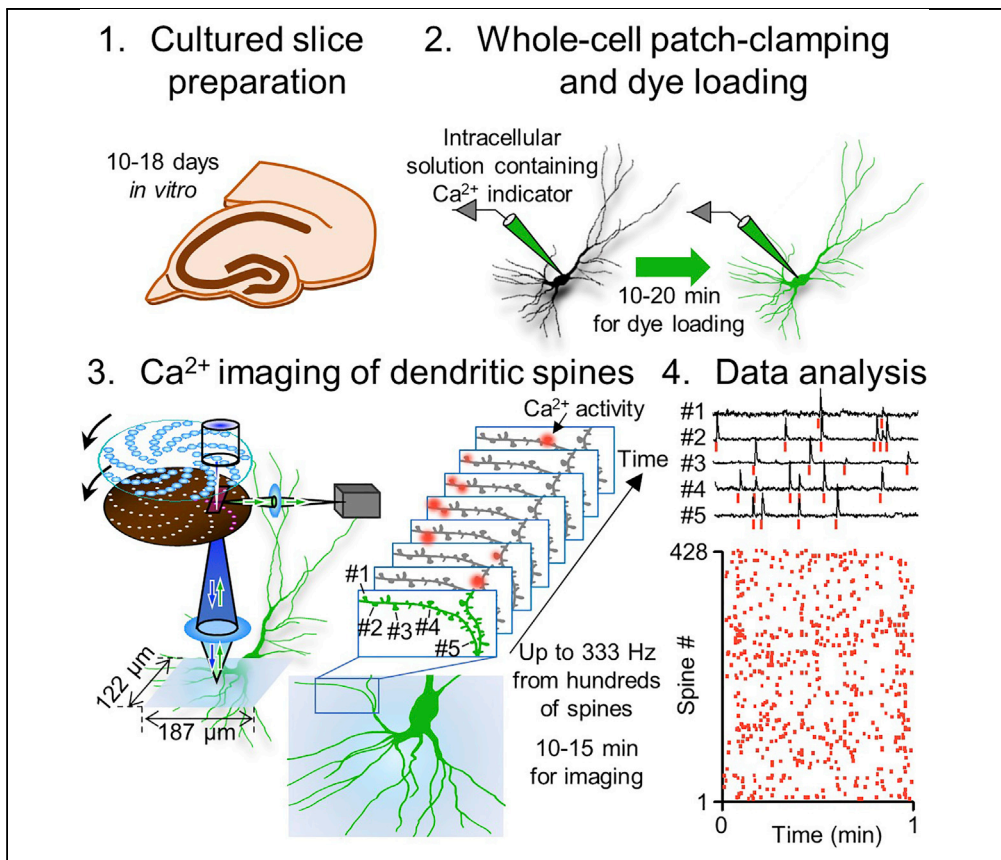 1. Cultured slice
preparation
10-18 days
in vitro
2. Whole-cell patch-clamping
and dye loading
Intracellular
solution containing
Ca²⁺ indicator
10-20 min
for dye loading
3. Ca²⁺ imaging of dendritic spines
122 µm
187 µm
Ca²⁺ activity
Time
#1
#2
#3
#4
#5
Up to 333 Hz
from hundreds
of spines
10-15 min
for imaging
4. Data analysis
#1
#2
#3
#4
#5
428
Spine #
1
0
1
Time (min)